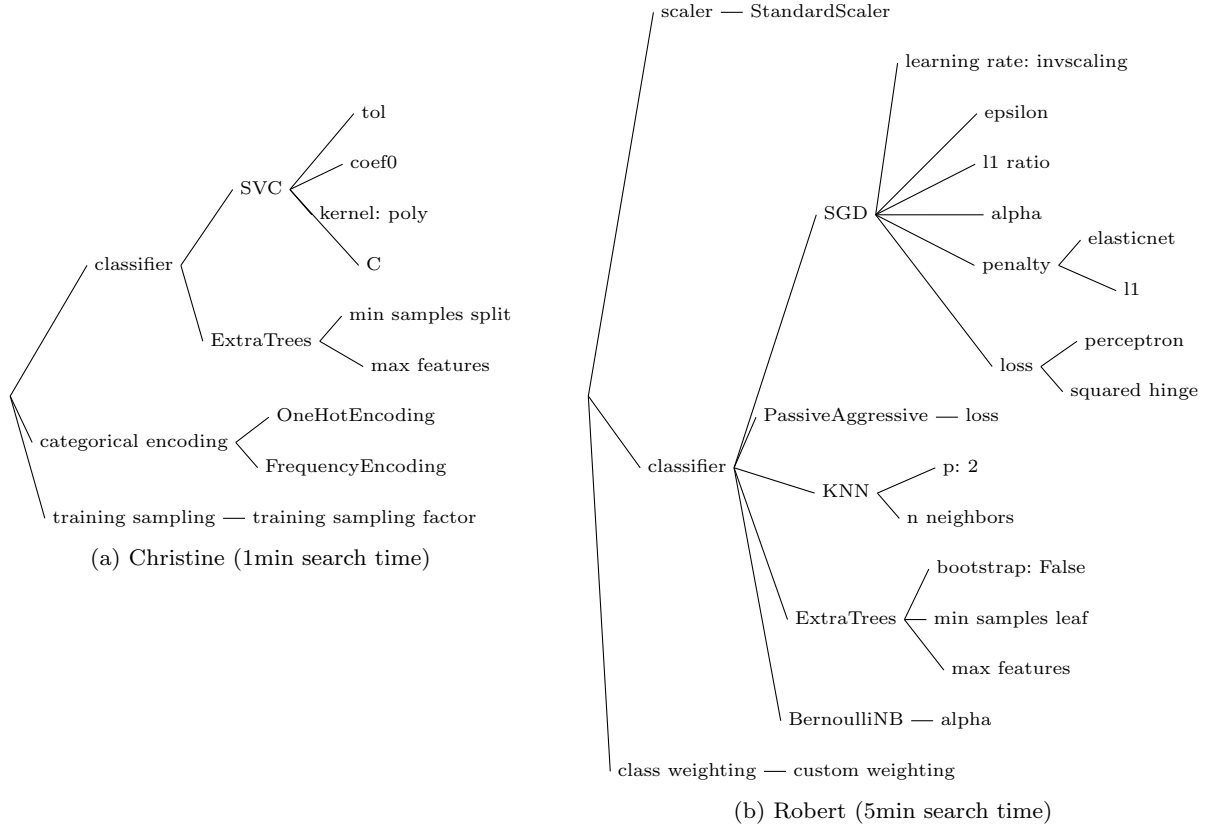 tol
coef0
SVC
kernel: poly
classifier
C
min samples split
ExtraTrees
max features
OneHotEncoding
categorical encoding
FrequencyEncoding
training sampling
training sampling factor
(a) Christine (1min search time)
scaler
StandardScaler
learning rate: invscaling
epsilon
l1 ratio
SGD
alpha
elasticnet
penalty
l1
perceptron
loss
squared hinge
PassiveAggressive
loss
classifier
p: 2
KNN
n neighbors
bootstrap: False
ExtraTrees
min samples leaf
max features
BernoulliNB
alpha
class weighting
custom weighting
(b) Robert (5min search time)